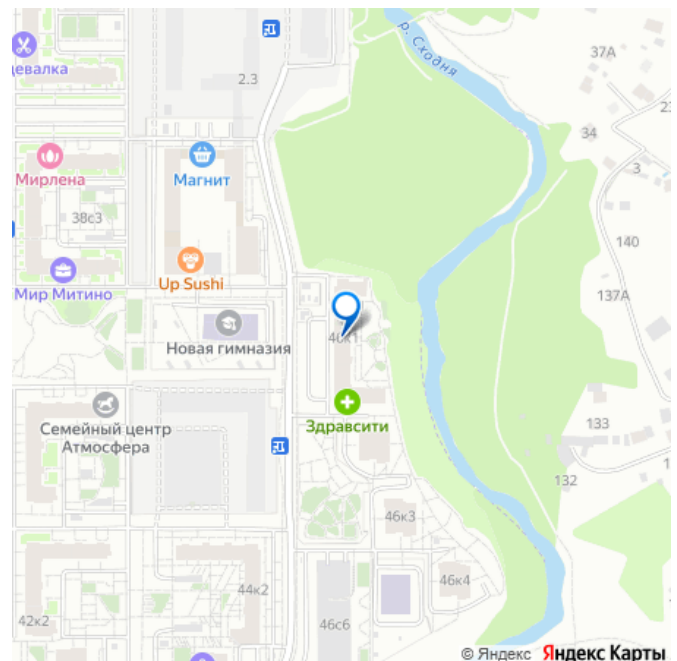 р. Сходня
37А
девалка
2.3
34
3
Мирлена
Магнит
38с3
140
Up Sushi
Мир Митино
137А
Новая гимназия
Здравсити
133
Семейный центр
Атмосфера
132
46к3
46к4
44к2
42к2
46с6
© Яндекс Яндекс Карты